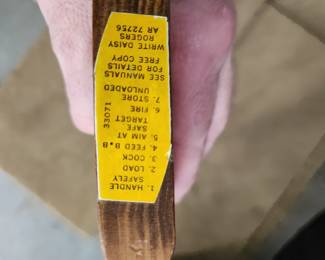 1. HANDLE
SAFELY
2. LOAD
3. COCK
4. FEED B•B
5. AIM AT
SAFE
TARGET
6. FIRE
7. STORE
UNLOADED
SEE MANUALS
FOR DETAILS
FREE COPY
WRITE DAISY
ROGERS
AR 72756
33071